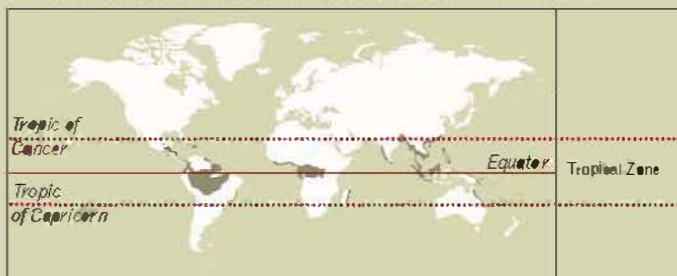 Tropic of
Cancer
Equator
Tropical Zone
Tropic
of Capricorn